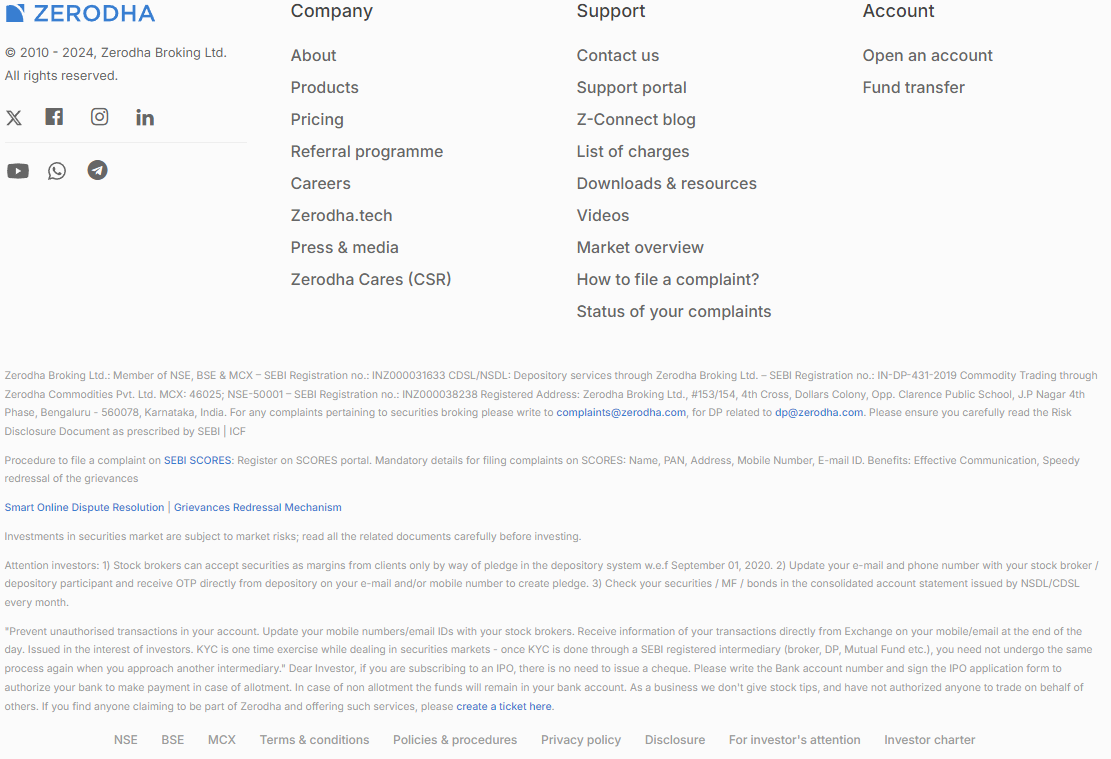 ZERODHA
© 2010 - 2024, Zerodha Broking Ltd.
All rights reserved.
Company
About
Products
Pricing
Referral programme
Careers
Zerodha.tech
Press & media
Zerodha Cares (CSR)
Support
Contact us
Support portal
Z-Connect blog
List of charges
Downloads & resources
Videos
Market overview
How to file a complaint?
Status of your complaints
Account
Open an account
Fund transfer
Zerodha Broking Ltd.: Member of NSE, BSE & MCX – SEBI Registration no.: INZ000031633 CDSL/NSDL: Depository services through Zerodha Broking Ltd. – SEBI Registration no.: IN-DP-431-2019 Commodity Trading through
Zerodha Commodities Pvt. Ltd. MCX: 46025; NSE-50001 – SEBI Registration no.: INZ000038238 Registered Address: Zerodha Broking Ltd., #153/154, 4th Cross, Dollars Colony, Opp. Clarence Public School, J.P Nagar 4th
Phase, Bengaluru - 560078, Karnataka, India. For any complaints pertaining to securities broking please write to complaints@zerodha.com, for DP related to dp@zerodha.com. Please ensure you carefully read the Risk
Disclosure Document as prescribed by SEBI | ICF
Procedure to file a complaint on SEBI SCORES: Register on SCORES portal. Mandatory details for filing complaints on SCORES: Name, PAN, Address, Mobile Number, E-mail ID. Benefits: Effective Communication, Speedy
redressal of the grievances
Smart Online Dispute Resolution | Grievances Redressal Mechanism
Investments in securities market are subject to market risks; read all the related documents carefully before investing.
Attention investors: 1) Stock brokers can accept securities as margins from clients only by way of pledge in the depository system w.e.f September 01, 2020. 2) Update your e-mail and phone number with your stock broker /
depository participant and receive OTP directly from depository on your e-mail and/or mobile number to create pledge. 3) Check your securities / MF / bonds in the consolidated account statement issued by NSDL/CDSL
every month.
"Prevent unauthorised transactions in your account. Update your mobile numbers/email IDs with your stock brokers. Receive information of your transactions directly from Exchange on your mobile/email at the end of the
day. Issued in the interest of investors. KYC is one time exercise while dealing in securities markets - once KYC is done through a SEBI registered intermediary (broker, DP, Mutual Fund etc.), you need not undergo the same
process again when you approach another intermediary." Dear Investor, if you are subscribing to an IPO, there is no need to issue a cheque. Please write the Bank account number and sign the IPO application form to
authorize your bank to make payment in case of allotment. In case of non allotment the funds will remain in your bank account. As a business we don't give stock tips, and have not authorized anyone to trade on behalf of
others. If you find anyone claiming to be part of Zerodha and offering such services, please create a ticket here.
NSE BSE MCX Terms & conditions Policies & procedures Privacy policy Disclosure For investor's attention Investor charter